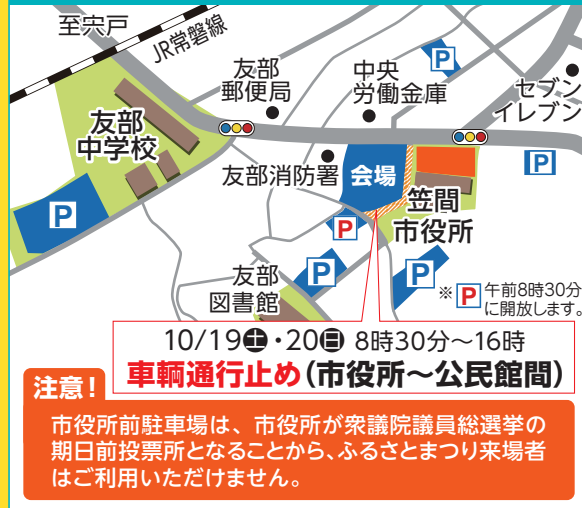 至宍戸
JR常磐線
友部
郵便局
中央
労働金庫
P
セブン
イレブン
友部
中学校
友部消防署
会場
P
P
笠間
市役所
P
P
P
友部
図書館
※P 午前8時30分
に開放します。
10/19土・20日 8時30分～16時
車輌通行止め(市役所～公民館間)
注意！
市役所前駐車場は、市役所が衆議院議員総選挙の
期日前投票所となることから、ふるさとまつり来場者
はご利用いただけません。